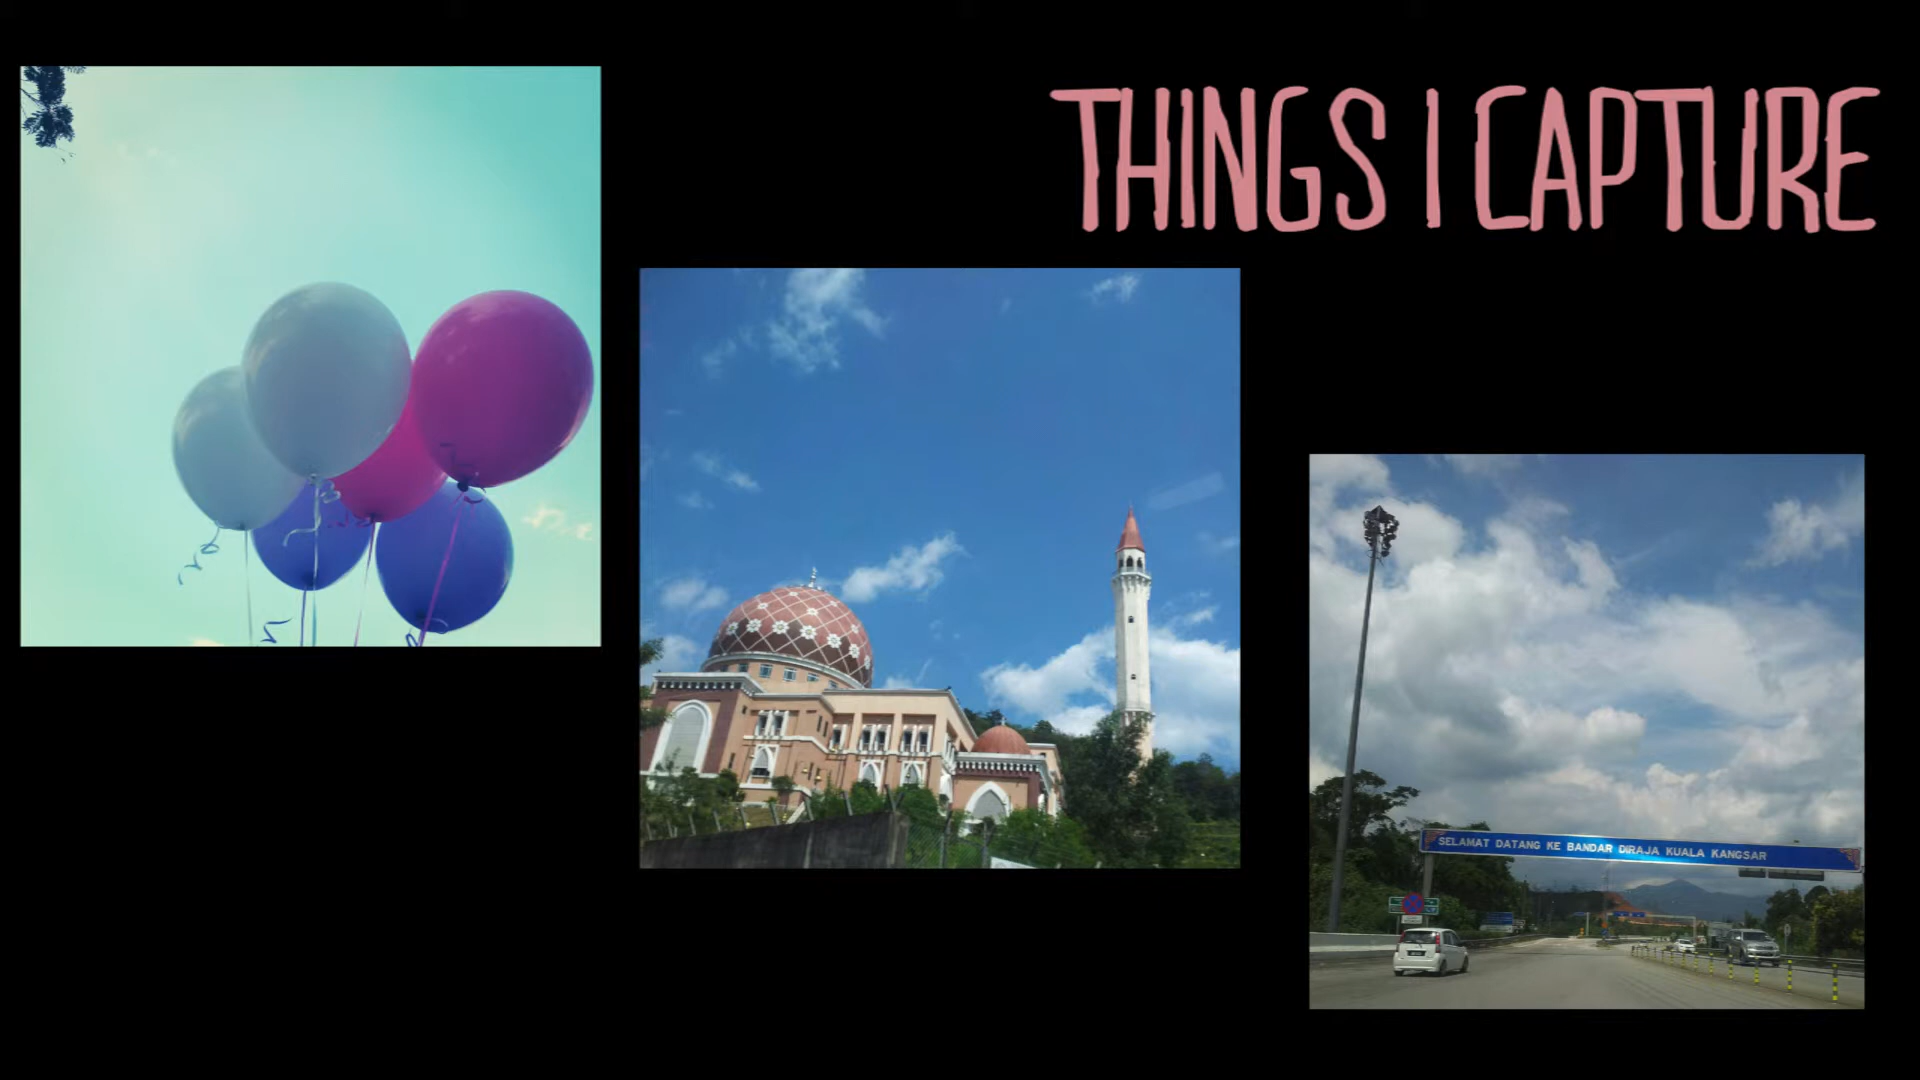 THINGS I CAPTURE
SELAMAT DATANG KE BANDAR DIRAJA KUALA KANGSAR